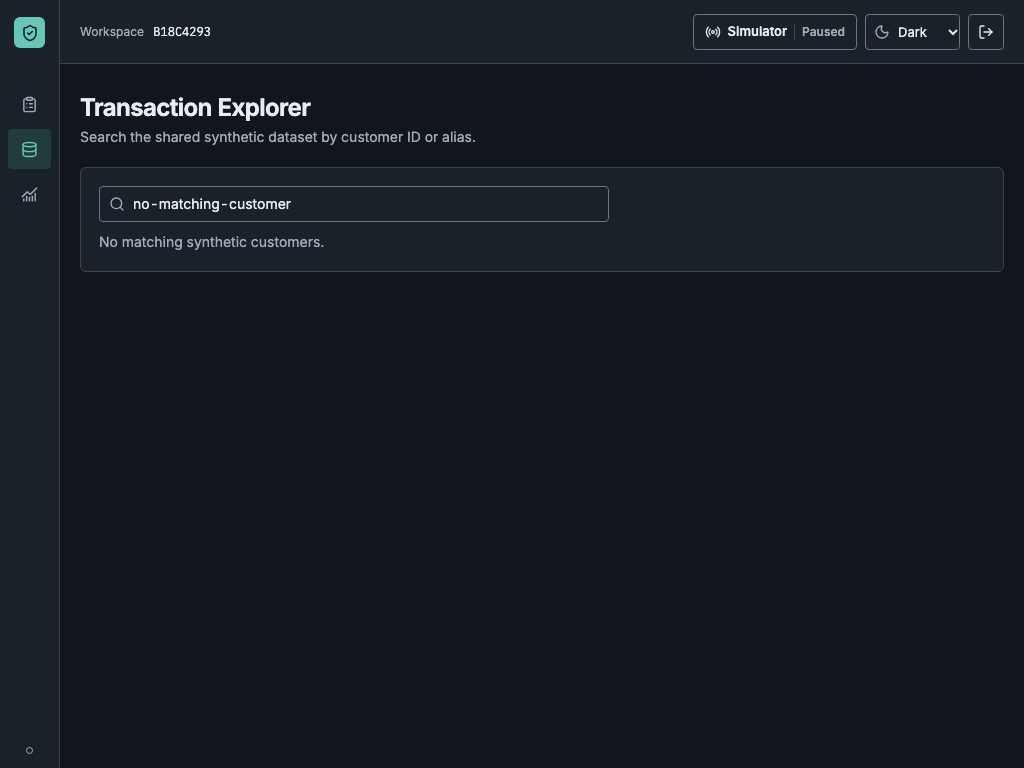 Workspace B18C4293
Simulator Paused
Dark
Transaction Explorer
Search the shared synthetic dataset by customer ID or alias.
no-matching-customer
No matching synthetic customers.